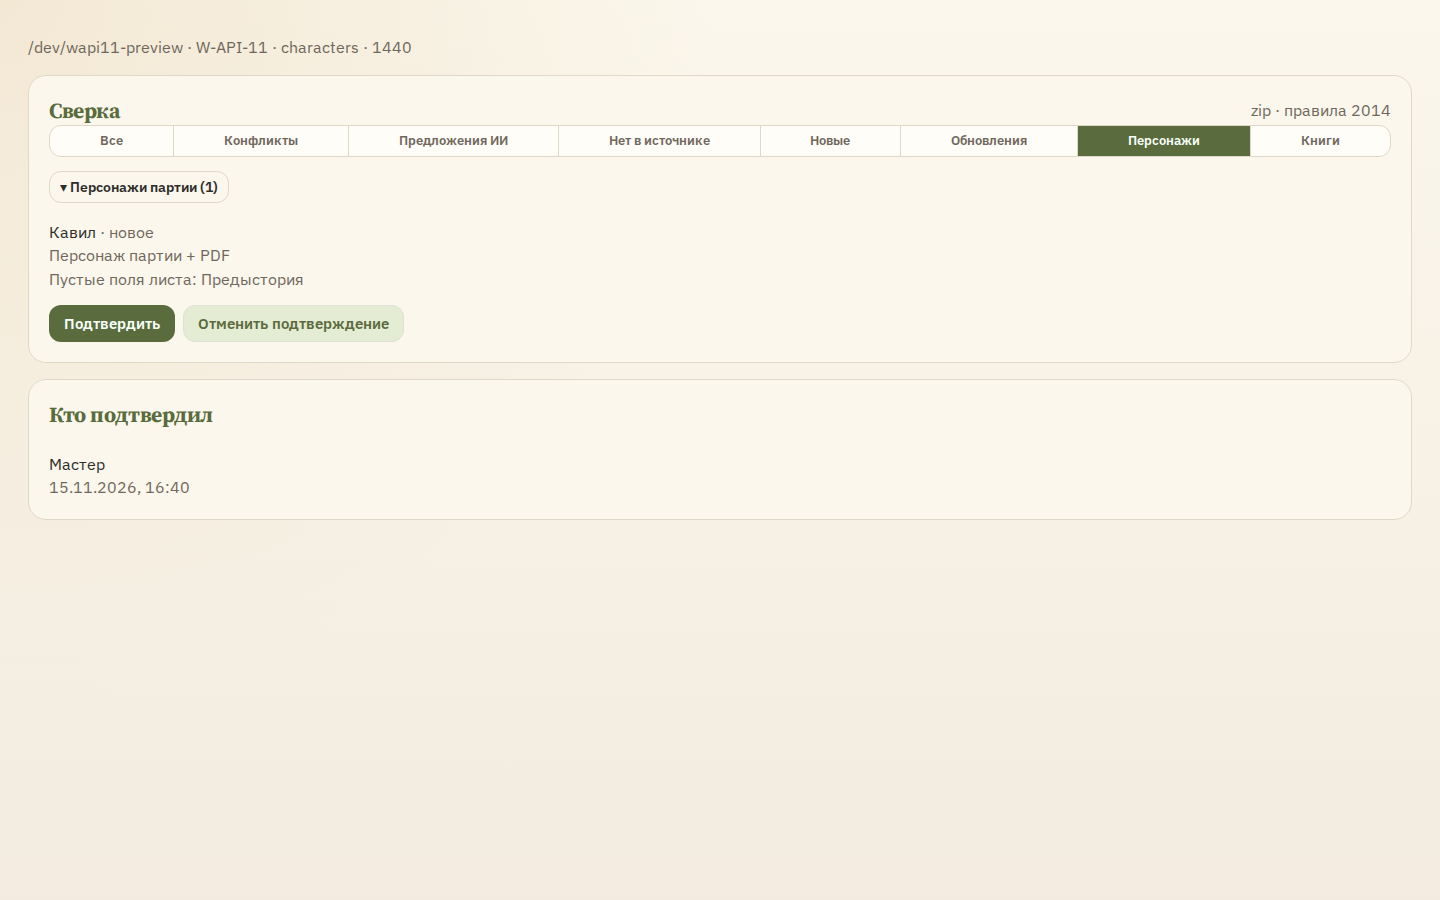 /dev/wapi11-preview · W-API-11 · characters · 1440
Сверка
zip · правила 2014
Все
Конфликты
Предложения ИИ
Нет в источнике
Новые
Обновления
Персонажи
Книги
▾ Персонажи партии (1)
Кавил · новое
Персонаж партии + PDF
Пустые поля листа: Предыстория
Подтвердить
Отменить подтверждение
Кто подтвердил
Мастер
15.11.2026, 16:40